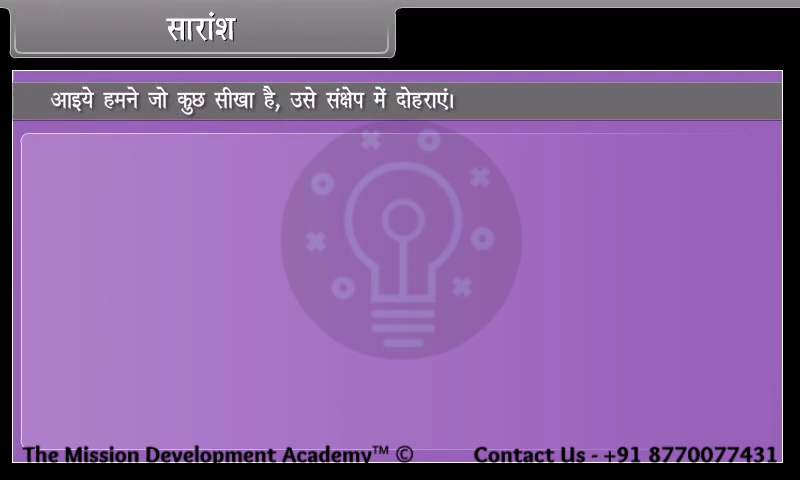 सारांश
आइये हमने जो कुछ सीखा है, उसे संक्षेप में दोहराएं।
The Mission Development Academy™ © Contact Us - +91 8770077431